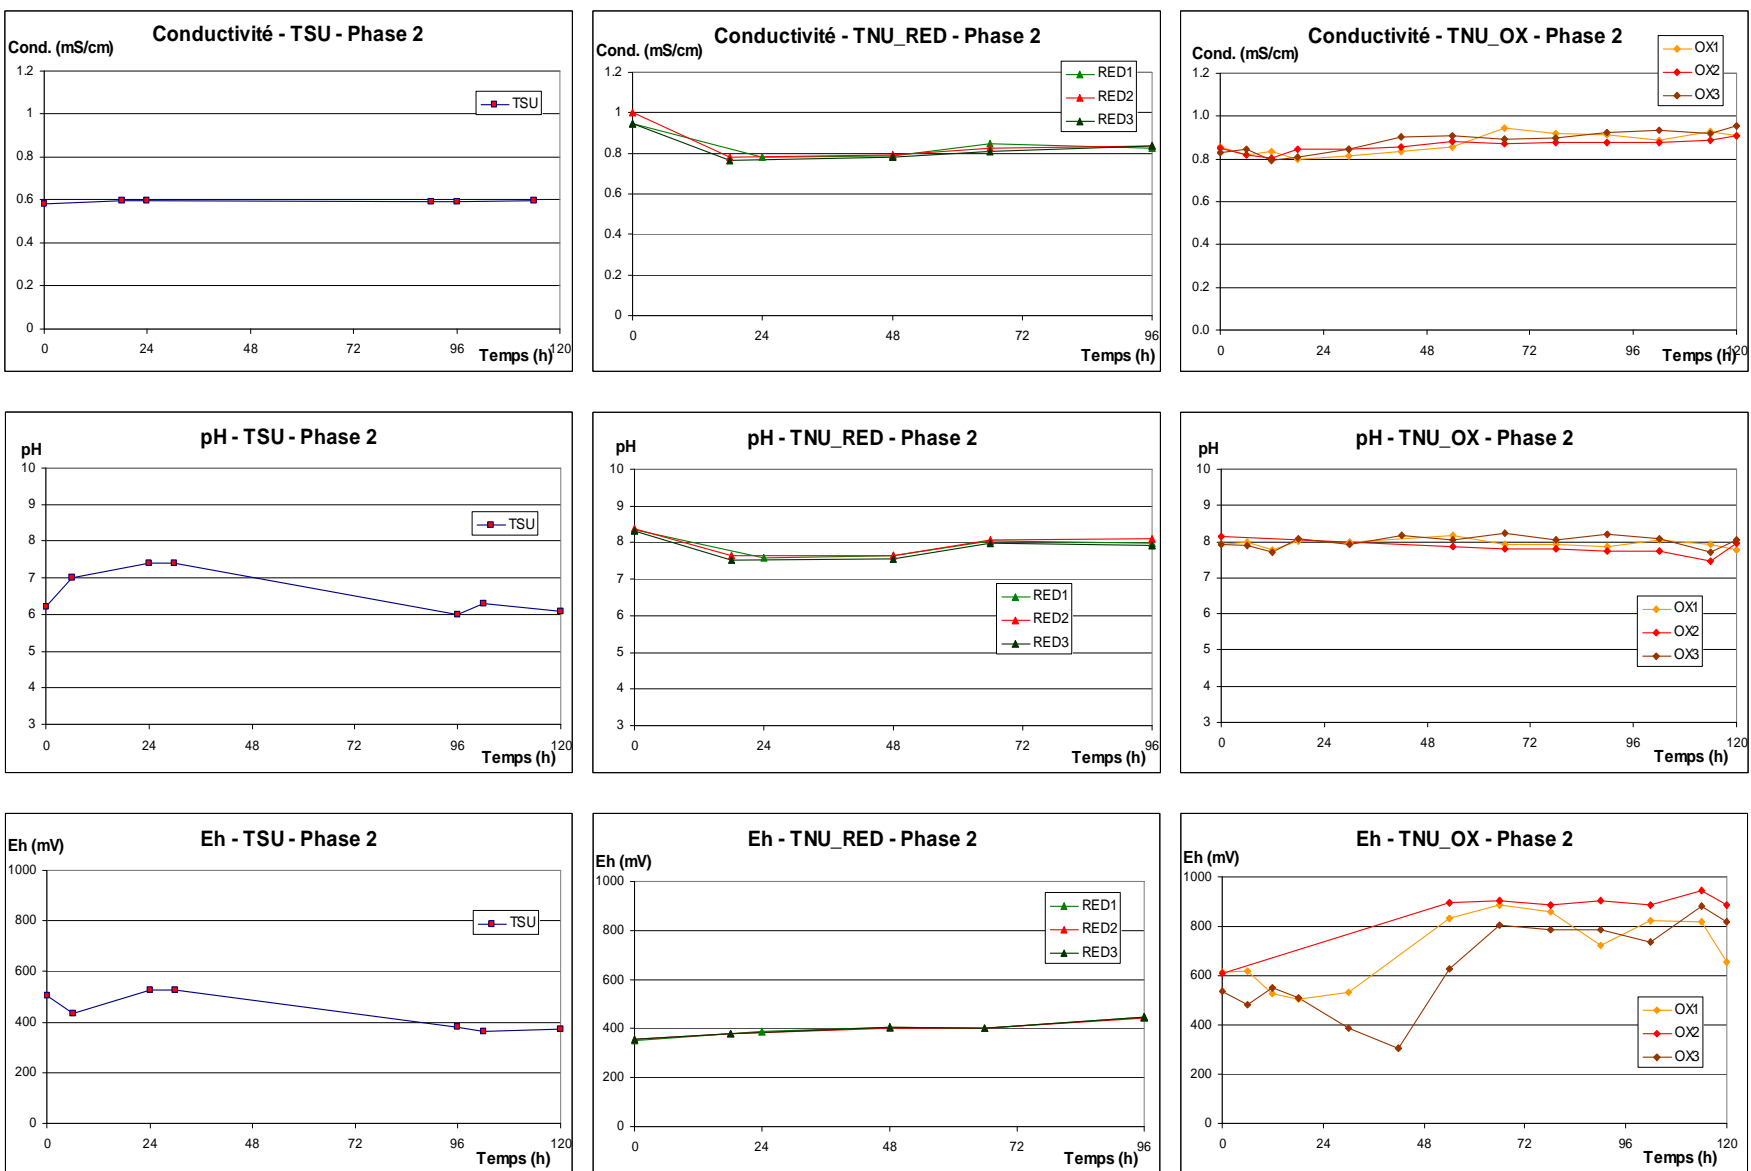 Conductivité - TSU - Phase 2
Cond. (mS/cm)
1.2
1
0.8
0.6
0.4
0.2
0
TSU
0 24 48 72 96 120
Temps (h)
Conductivité - TNU_RED - Phase 2
Cond. (mS/cm)
1.2
1
0.8
0.6
0.4
0.2
0
RED1
RED2
RED3
0 24 48 72 96
Temps (h)
Conductivité - TNU_OX - Phase 2
Cond. (mS/cm)
1.2
1.0
0.8
0.6
0.4
0.2
0.0
OX1
OX2
OX3
0 24 48 72 96 120
Temps (h)
pH - TSU - Phase 2
pH
10
9
8
7
6
5
4
3
TSU
0 24 48 72 96 120
Temps (h)
pH - TNU_RED - Phase 2
pH
10
9
8
7
6
5
4
3
RED1
RED2
RED3
0 24 48 72 96
Temps (h)
pH - TNU_OX - Phase 2
pH
10
9
8
7
6
5
4
3
OX1
OX2
OX3
0 24 48 72 96 120
Temps (h)
Eh - TSU - Phase 2
Eh (mV)
1000
800
600
400
200
0
TSU
0 24 48 72 96 120
Temps (h)
Eh - TNU_RED - Phase 2
Eh (mV)
1000
800
600
400
200
0
RED1
RED2
RED3
0 24 48 72 96
Temps (h)
Eh - TNU_OX - Phase 2
Eh (mV)
1000
800
600
400
200
0
OX1
OX2
OX3
0 24 48 72 96 120
Temps (h)